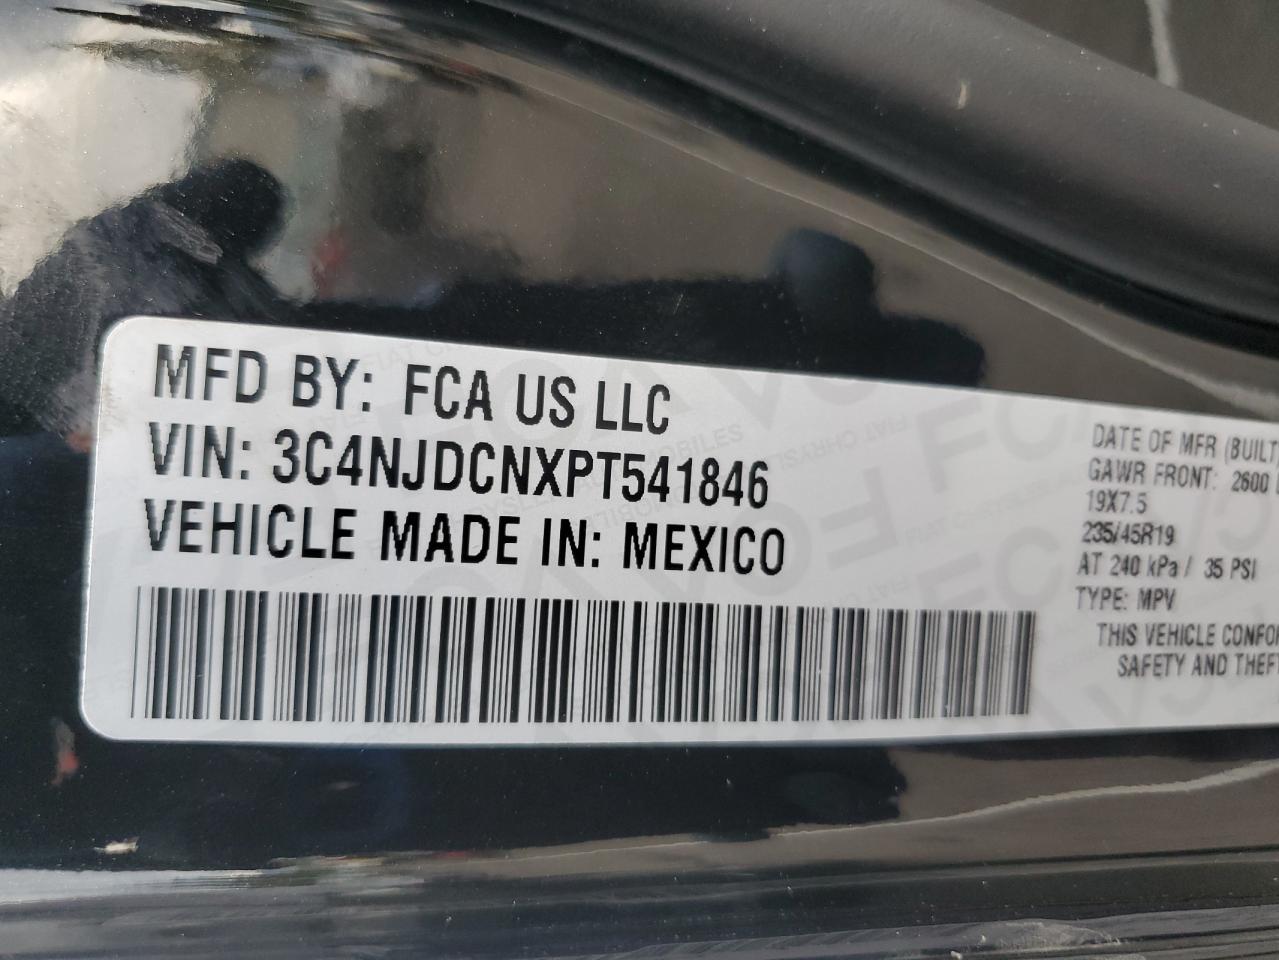 MFD BY: FCA US LLC
VIN: 3C4NJDCNXPT541846
VEHICLE MADE IN: MEXICO
DATE OF MFR (BUILT
GAWR FRONT: 2600
19X7.5
235/45R19
AT 240 kPa / 35 PSI
TYPE: MPV
THIS VEHICLE CONFO
SAFETY AND THEFT